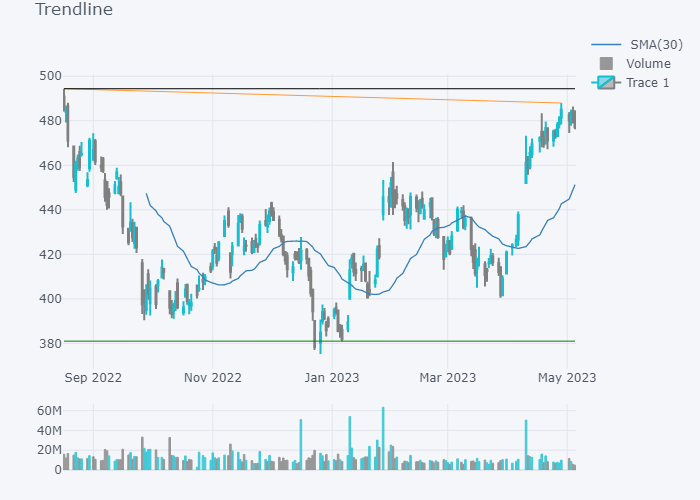 Trendline
SMA(30)
Volume
Trace 1
500
480
460
440
420
400
380
Sep 2022
Nov 2022
Jan 2023
Mar 2023
May 2023
60M
40M
20M
0